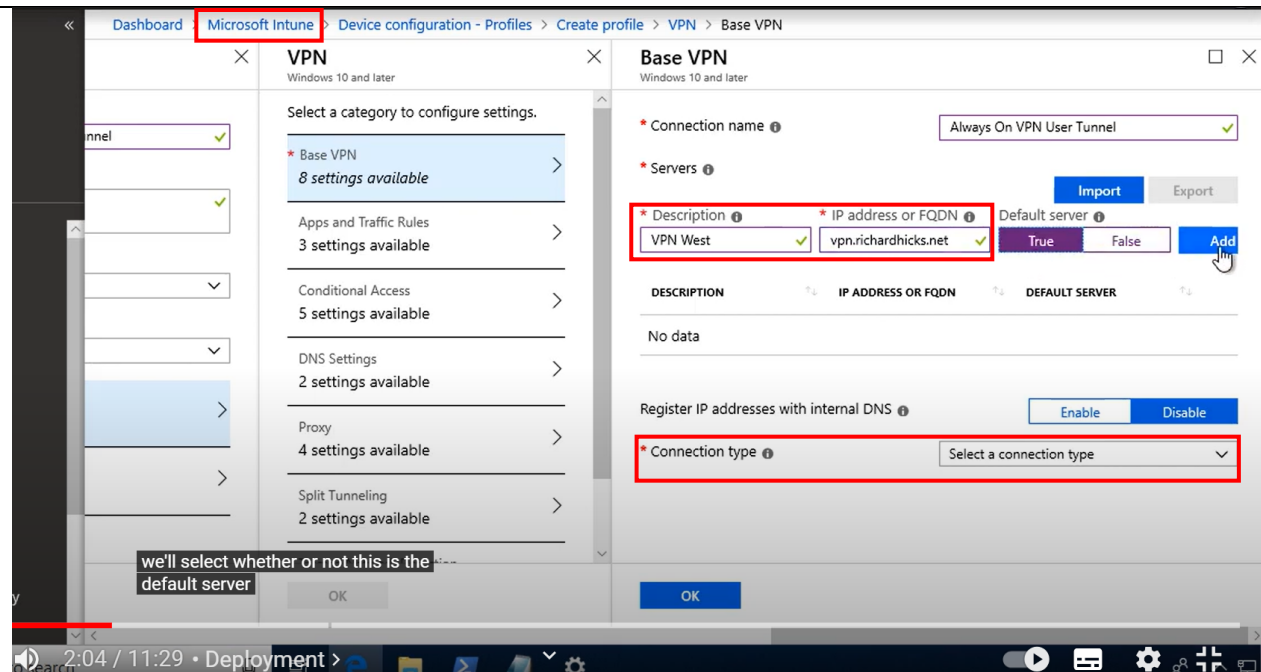 « Dashboard > Microsoft Intune > Device configuration - Profiles > Create profile > VPN > Base VPN
VPN
Windows 10 and later
Select a category to configure settings.
nnel
* Base VPN
8 settings available
Apps and Traffic Rules
3 settings available
Conditional Access
5 settings available
DNS Settings
2 settings available
Proxy
4 settings available
Split Tunneling
2 settings available
OK
Base VPN
Windows 10 and later
* Connection name
Always On VPN User Tunnel
* Servers
Import Export
* Description * IP address or FQDN Default server
VPN West vpn.richardhicks.net True False Add
DESCRIPTION IP ADDRESS OR FQDN DEFAULT SERVER
No data
Register IP addresses with internal DNS Enable Disable
* Connection type Select a connection type
OK
we'll select whether or not this is the
default server
y
2:04 / 11:29 • Deployment >